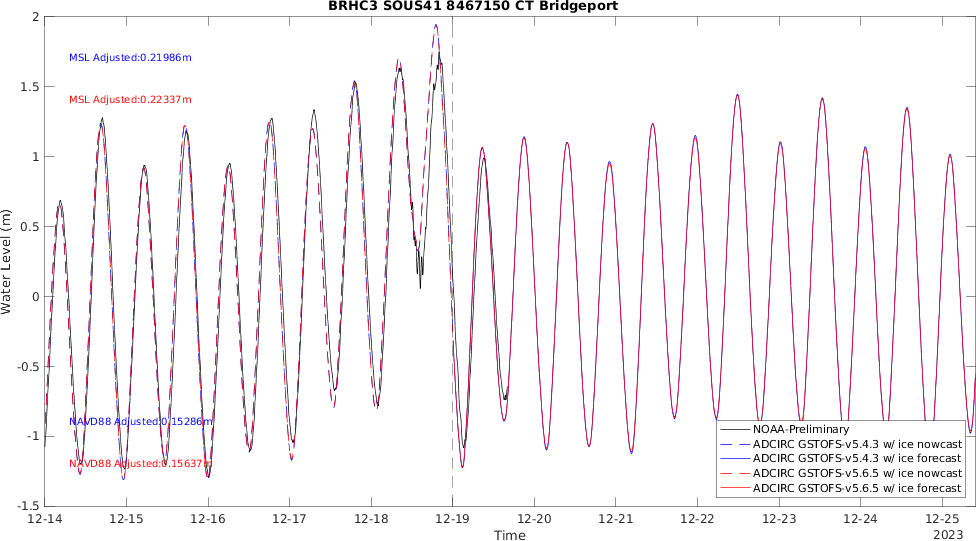 BRHC3 SOUS41 8467150 CT Bridgeport
2
1.5
1
0.5
0
-0.5
-1
-1.5
Water Level (m)
MSL Adjusted:0.21986m
MSL Adjusted:0.22337m
NAVD88 Adjusted:0.15286m
NAVD88 Adjusted:0.15637m
NOAA-Preliminary
ADCIRC GSTOFS-v5.4.3 w/ ice nowcast
ADCIRC GSTOFS-v5.4.3 w/ ice forecast
ADCIRC GSTOFS-v5.6.5 w/ ice nowcast
ADCIRC GSTOFS-v5.6.5 w/ ice forecast
12-14 12-15 12-16 12-17 12-18 12-19 12-20 12-21 12-22 12-23 12-24 12-25
Time
2023